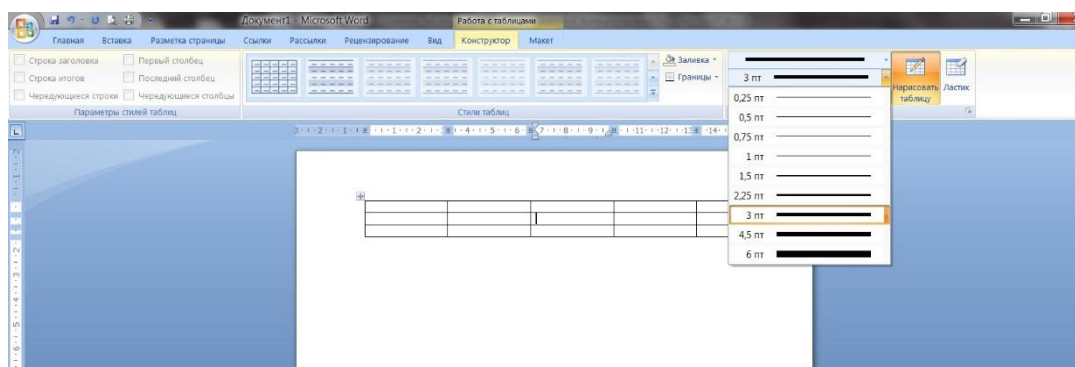 Документ1 - Microsoft Word
Работа с таблицами
Главная Вставка Разметка страницы Ссылки Рассылки Рецензирование Вид Конструктор Макет
Строка заголовка Первый столбец
Строка итогов Последний столбец
Чередующиеся строки Чередующиеся столбцы
Параметры стилей таблиц
Стили таблиц
Заливка
Границы
3 пт
Нарисовать таблицу
Ластик
0,25 пт
0,5 пт
0,75 пт
1 пт
1,5 пт
2,25 пт
3 пт
4,5 пт
6 пт